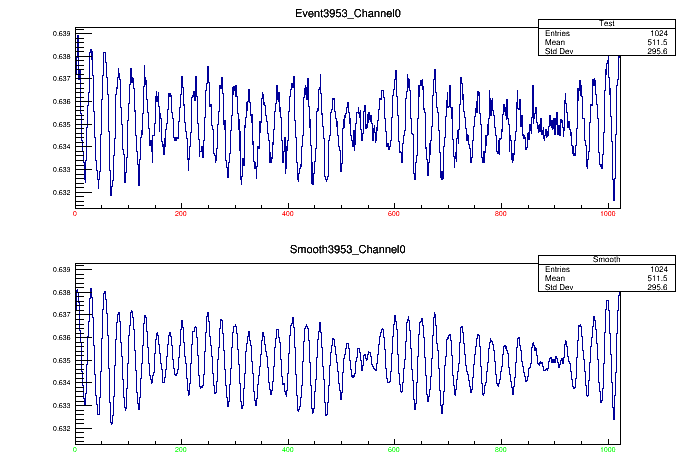 Event3953_Channel0
Test
Entries 1024
Mean 511.5
Std Dev 295.6
0.639
0.638
0.637
0.636
0.635
0.634
0.633
0.632
0 200 400 600 800 1000
Smooth3953_Channel0
Smooth
Entries 1024
Mean 511.5
Std Dev 295.6
0.639
0.638
0.637
0.636
0.635
0.634
0.633
0.632
0 200 400 600 800 1000